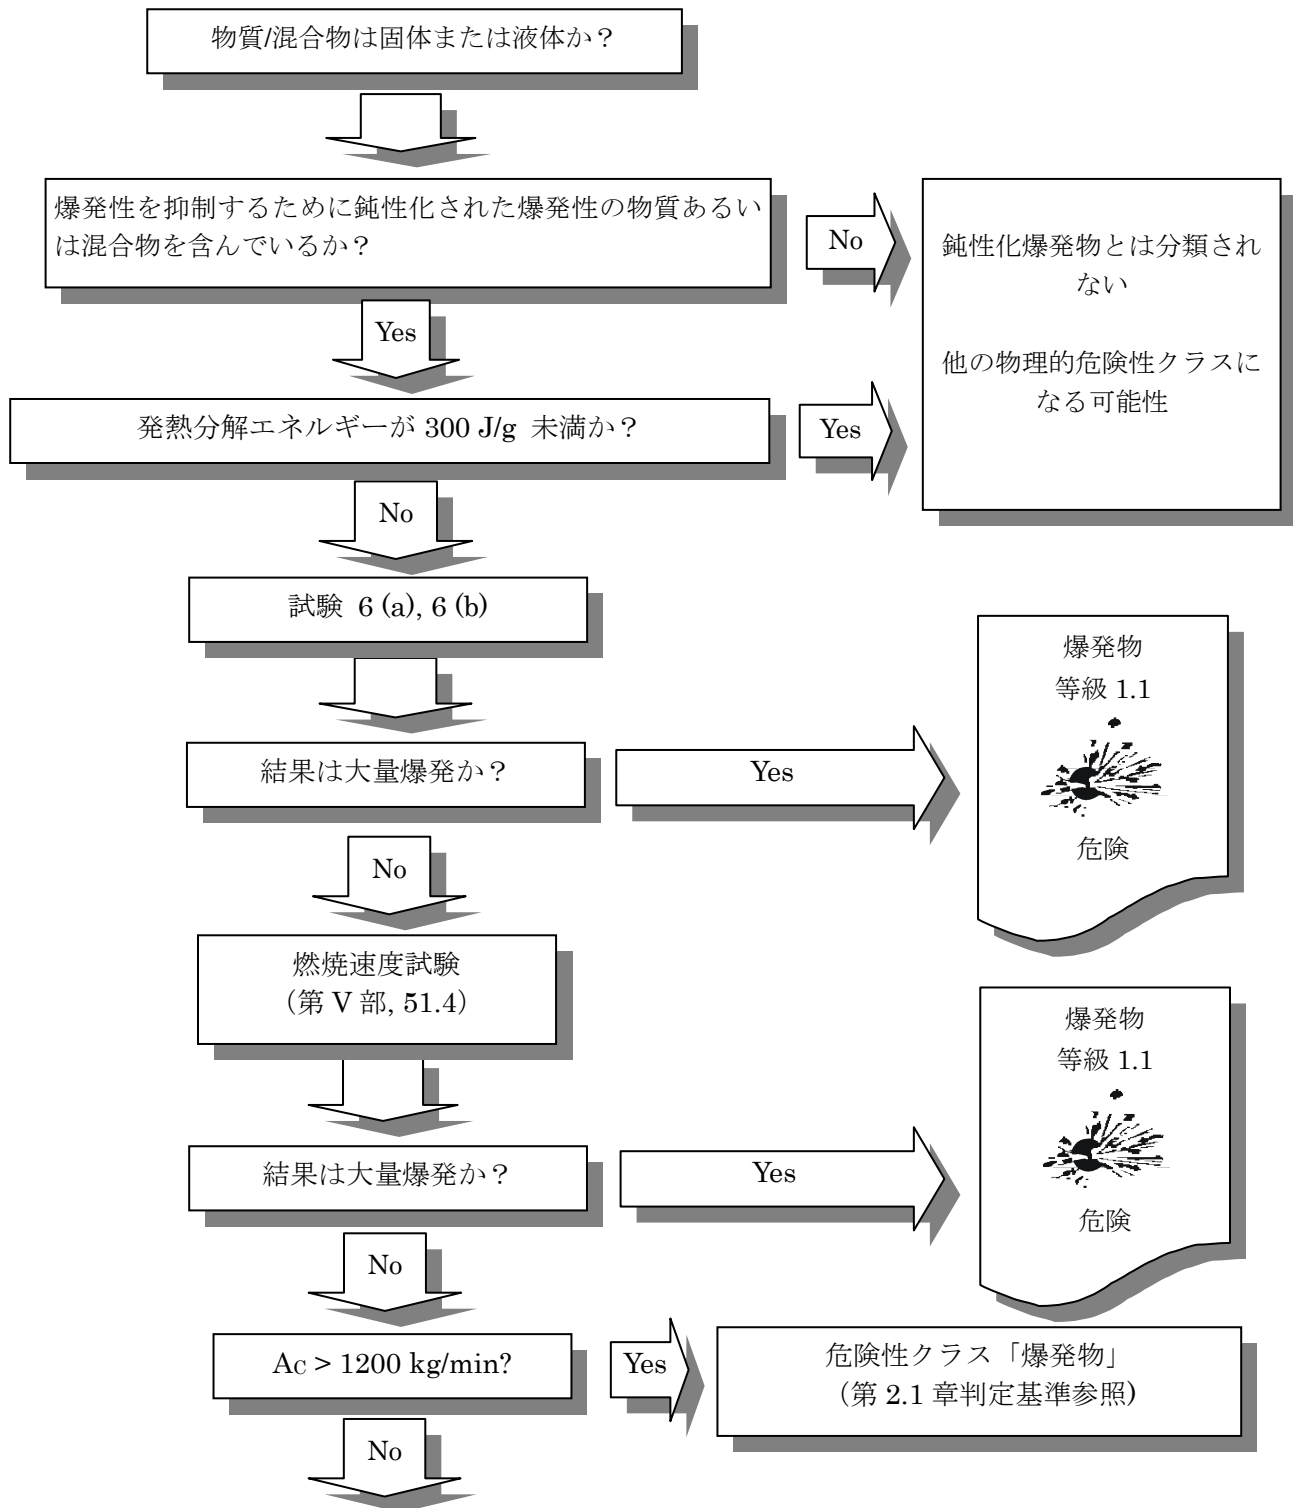 物質/混合物は固体または液体か？
爆発性を抑制するために鈍性化された爆発性の物質あるい
は混合物を含んでいるか？
No
鈍性化爆発物とは分類され
ない
他の物理的危険性クラスに
なる可能性
Yes
発熱分解エネルギーが 300 J/g 未満か？
Yes
No
試験 6 (a), 6 (b)
結果は大量爆発か？
Yes
爆発物
等級 1.1
危険
No
燃焼速度試験
（第 V 部, 51.4）
結果は大量爆発か？
Yes
爆発物
等級 1.1
危険
No
Ac > 1200 kg/min?
Yes
危険性クラス「爆発物」
（第 2.1 章判定基準参照)
No